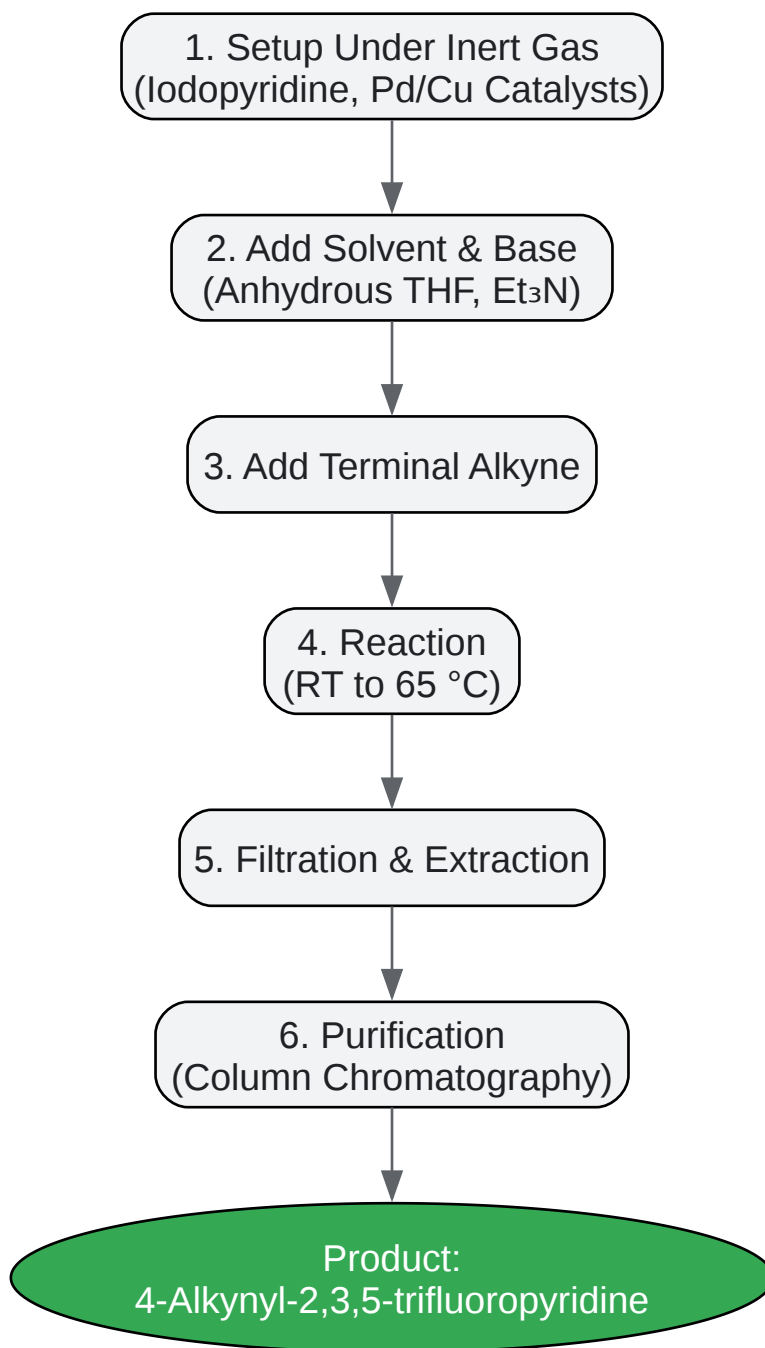 1. Setup Under Inert Gas
(Iodopyridine, Pd/Cu Catalysts)
2. Add Solvent & Base
(Anhydrous THF, Et₃N)
3. Add Terminal Alkyne
4. Reaction
(RT to 65 °C)
5. Filtration & Extraction
6. Purification
(Column Chromatography)
Product:
4-Alkynyl-2,3,5-trifluoropyridine